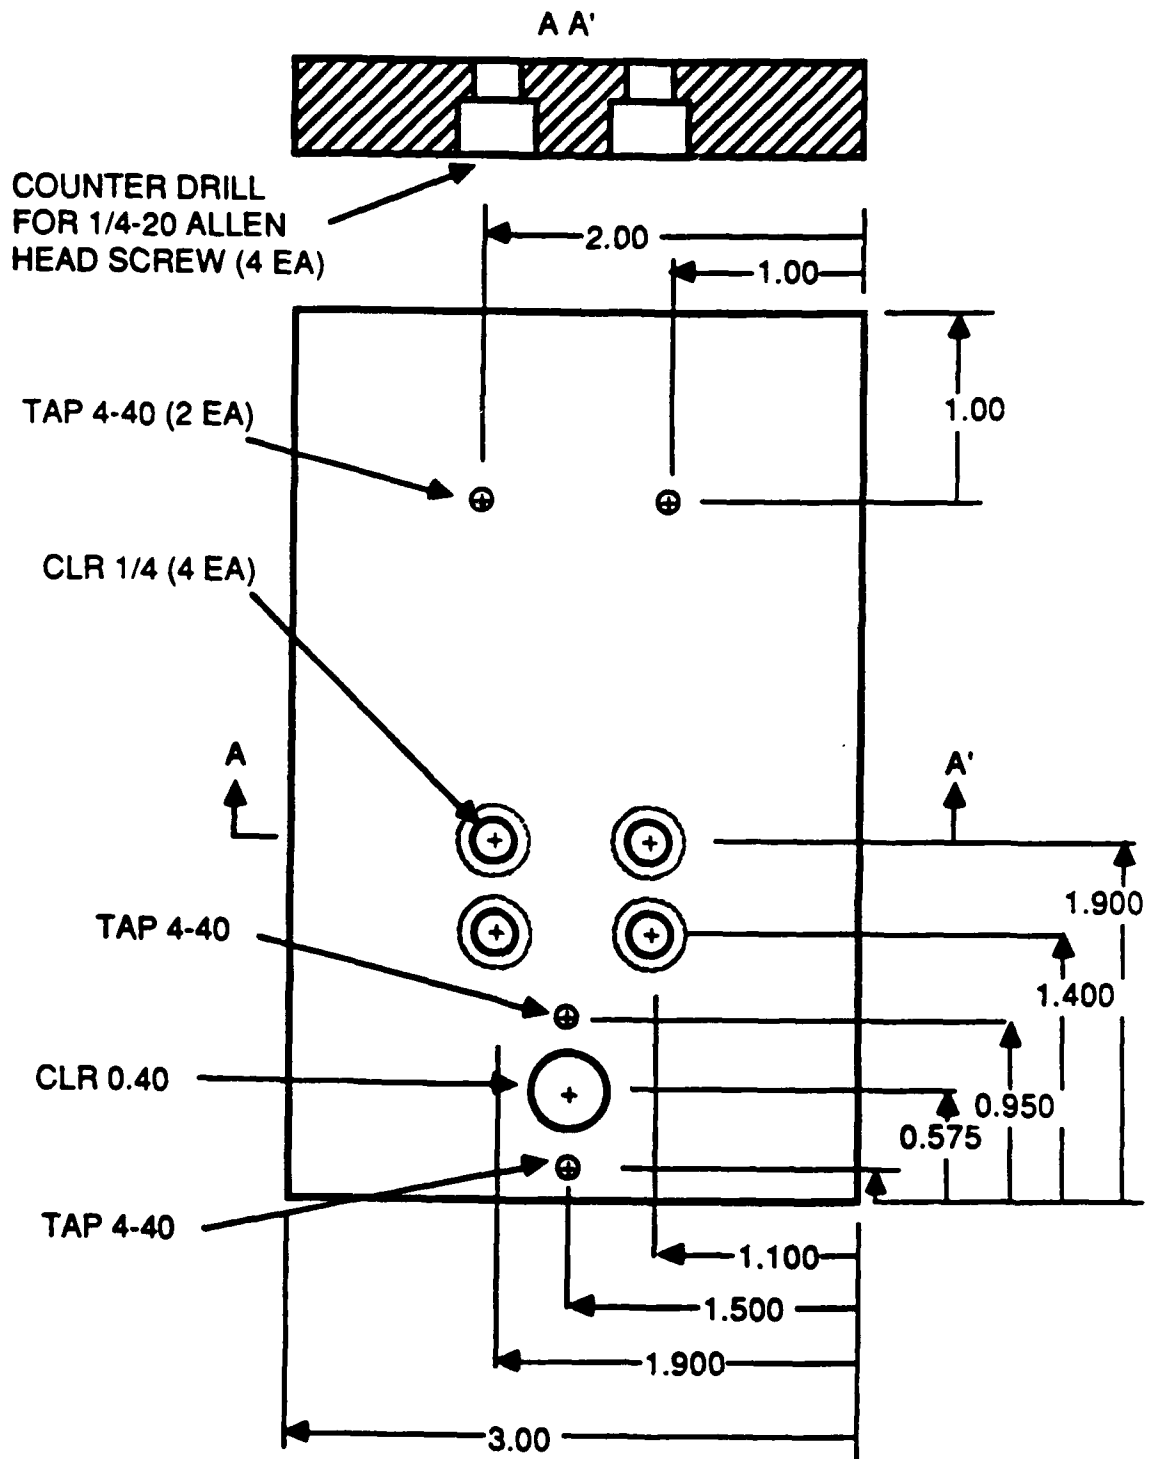 A A'
COUNTER DRILL
FOR 1/4-20 ALLEN
HEAD SCREW (4 EA)
2.00
1.00
1.00
TAP 4-40 (2 EA)
CLR 1/4 (4 EA)
A
A'
1.900
TAP 4-40
1.400
CLR 0.40
0.950
0.575
TAP 4-40
1.100
1.500
1.900
3.00